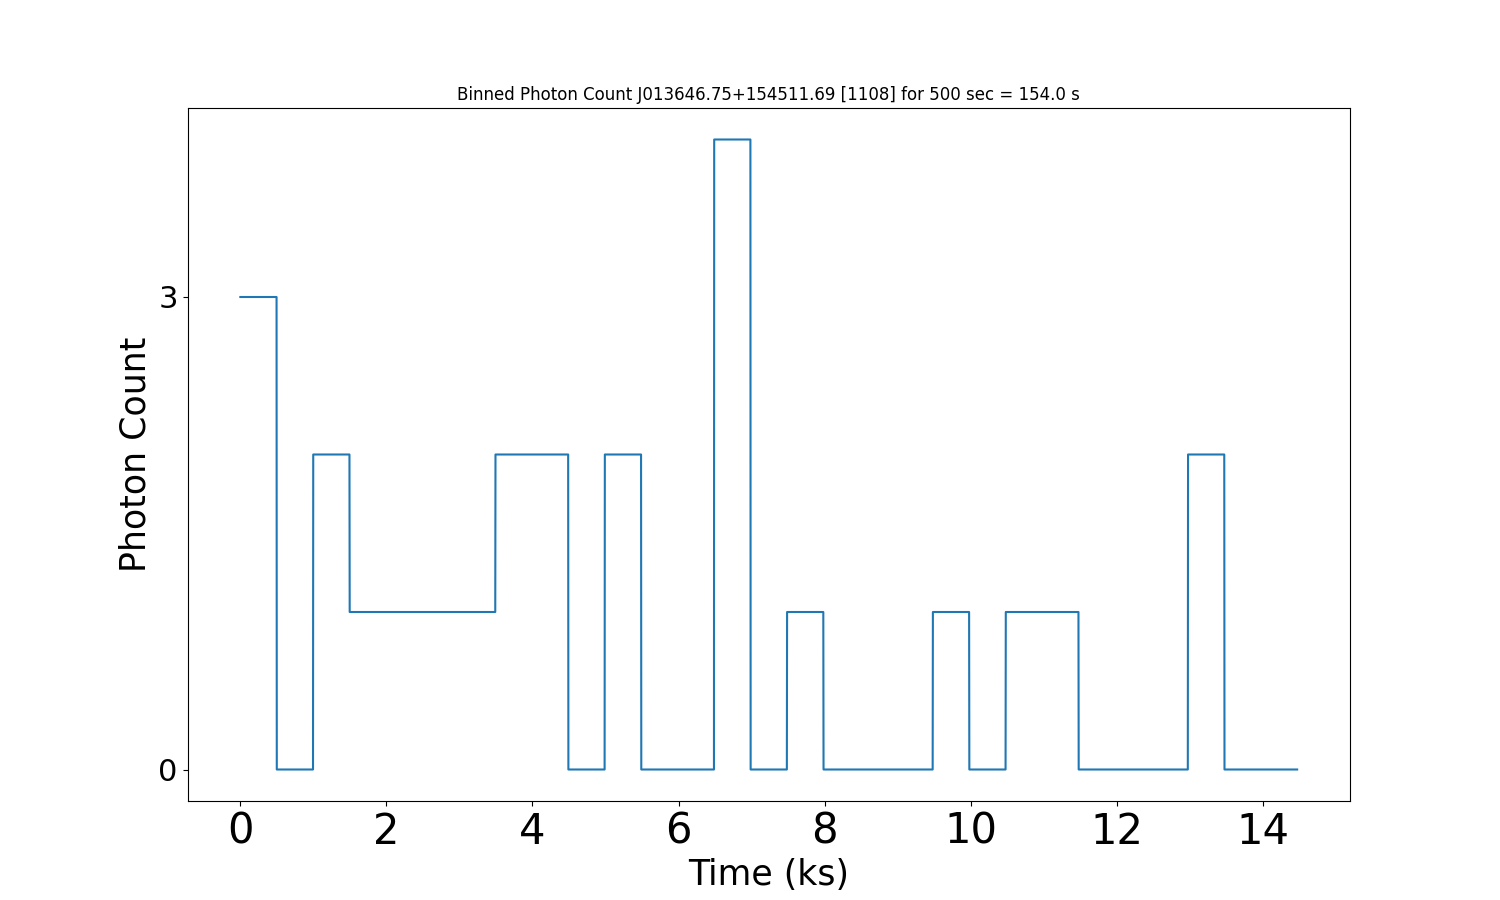 Binned Photon Count J013646.75+154511.69 [1108] for 500 sec = 154.0 s
3
0
Photon Count
0 2 4 6 8 10 12 14
Time (ks)